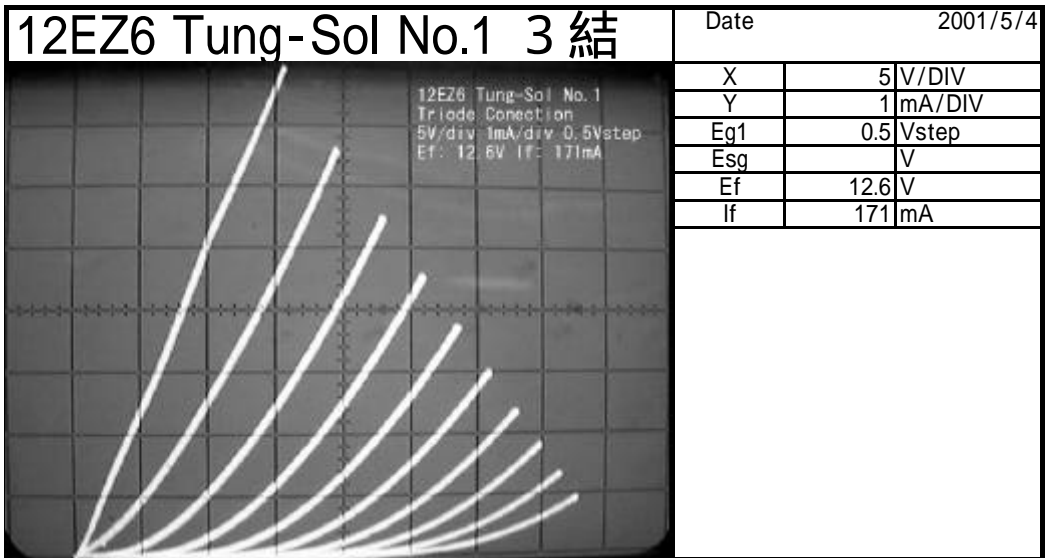 12EZ6 Tung-Sol No.1 3結
Date 2001/5/4
X 5 V/DIV
Y 1 mA/DIV
Eg1 0.5 Vstep
Esg V
Ef 12.6 V
If 171 mA
12EZ6 Tung-Sol No.1
Triode Conection
5V/div 1mA/div 0.5Vstep
Ef: 12.6V If: 171mA